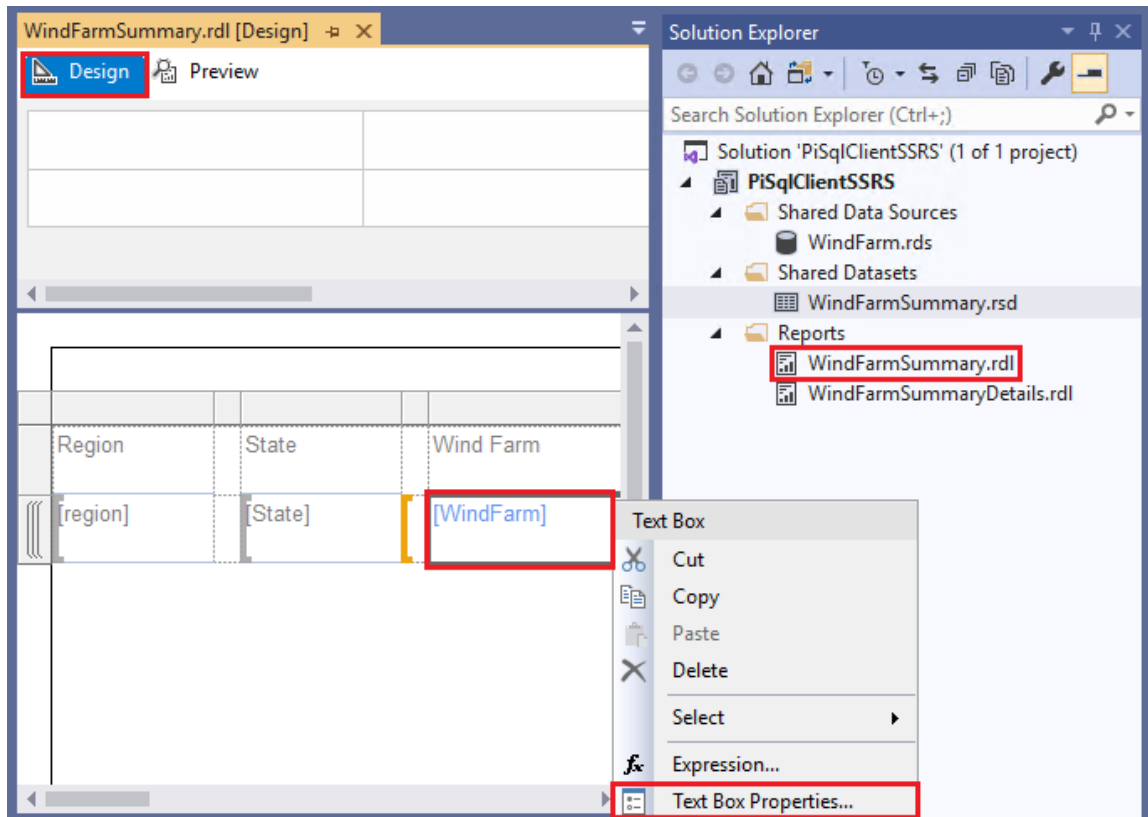 WindFarmSummary.rdl [Design]
Design Preview
Region State Wind Farm
[region] [State] [WindFarm]
Text Box
Cut
Copy
Paste
Delete
Select
fx Expression...
Text Box Properties...
Solution Explorer
Search Solution Explorer (Ctrl+;)
Solution 'PiSqlClientSSRS' (1 of 1 project)
PiSqlClientSSRS
Shared Data Sources
WindFarm.rds
Shared Datasets
WindFarmSummary.rsd
Reports
WindFarmSummary.rdl
WindFarmSummaryDetails.rdl